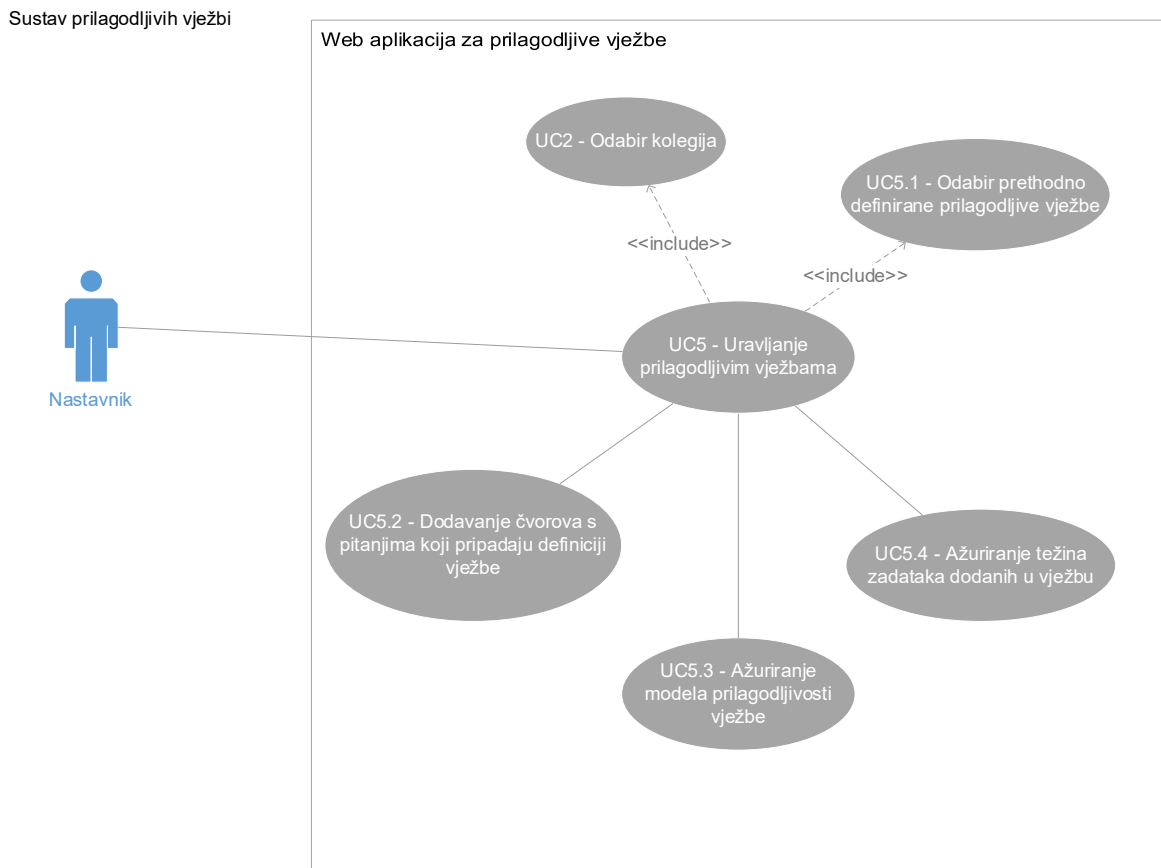 Sustav prilagodljivih vježbi
Web aplikacija za prilagodljive vježbe
UC2 - Odabir kolegija
UC5.1 - Odabir prethodno
definirane prilagodljive vježbe
<<include>>
<<include>>
UC5 - Uravljanje
prilagodljivim vježbama
Nastavnik
UC5.2 - Dodavanje čvorova s
pitanjima koji pripadaju definiciji
vježbe
UC5.4 - Ažuriranje težina
zadataka dodanih u vježbu
UC5.3 - Ažuriranje
modela prilagodljivosti
vježbe